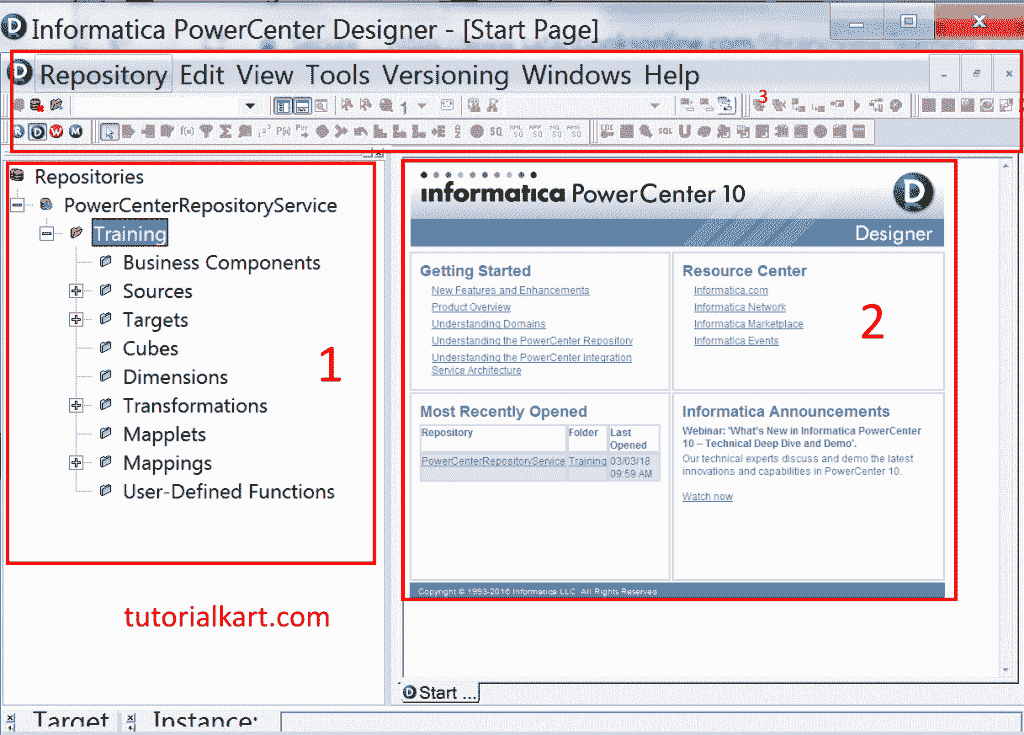 Informatica PowerCenter Designer - [Start Page]
Repository Edit View Tools Versioning Windows Help
3
Repositories
PowerCenterRepositoryService
Training
Business Components
Sources
Targets
Cubes
Dimensions
Transformations
Mapplets
Mappings
User-Defined Functions
1
tutorialkart.com
informatica PowerCenter 10
Designer
Getting Started
New Features and Enhancements
Product Overview
Understanding Domains
Understanding the PowerCenter Repository
Understanding the PowerCenter Integration
Service Architecture
Resource Center
Informatica.com
Informatica Network
Informatica Marketplace
Informatica Events
2
Most Recently Opened
Repository Folder Last
Opened
PowerCenterRepositoryService Training 03/03/18
09:59 AM
Informatica Announcements
Webinar: 'What's New in Informatica PowerCenter
10 – Technical Deep Dive and Demo'.
Our technical experts discuss and demo the latest
innovations and capabilities in PowerCenter 10.
Watch now
Copyright © 1993-2016 Informatica LLC. All Rights Reserved.
Start ...
Target Instance: